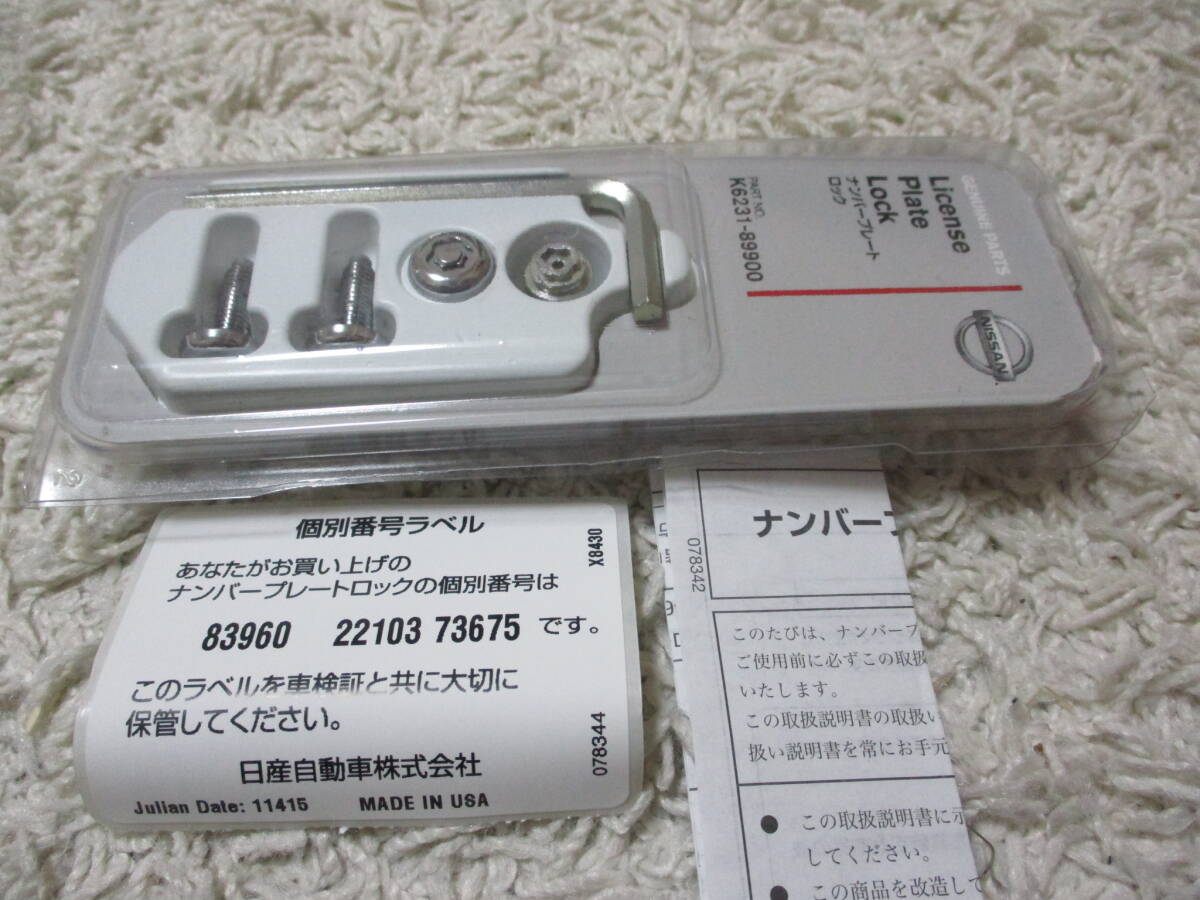 GENUINE PARTS
License
Plate
Lock
ナンバープレート
ロック
PART NO.
K6231-89900
NISSAN
個別番号ラベル
X8430
あなたがお買い上げの
ナンバープレートロックの個別番号は
83960 22103 73675 です。
このラベルを車検証と共に大切に
保管してください。
日産自動車株式会社
078344
Julian Date: 11415 MADE IN USA
078342
ナンバー
このたびは、ナンバープ
ご使用前に必ずこの取扱
いたします。
この取扱説明書の取扱い
扱い説明書を常にお手元
● この取扱説明書に示
してください。
● この商品を改造して